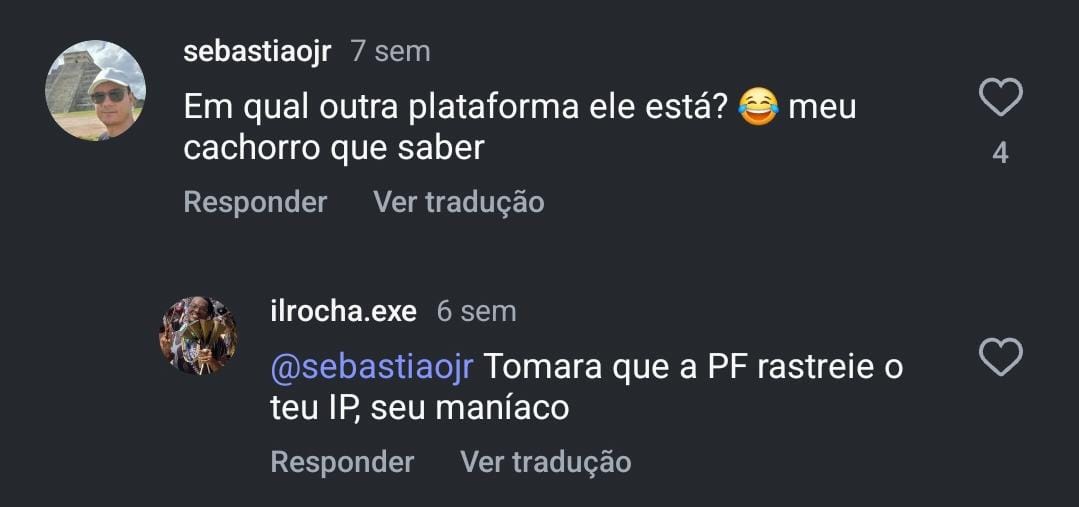 sebastiaojr 7 sem
Em qual outra plataforma ele está? 😂 meu
cachorro que saber
4
Responder Ver tradução
ilrocha.exe 6 sem
@sebastiaojr Tomara que a PF rastreie o
teu IP, seu maníaco
Responder Ver tradução